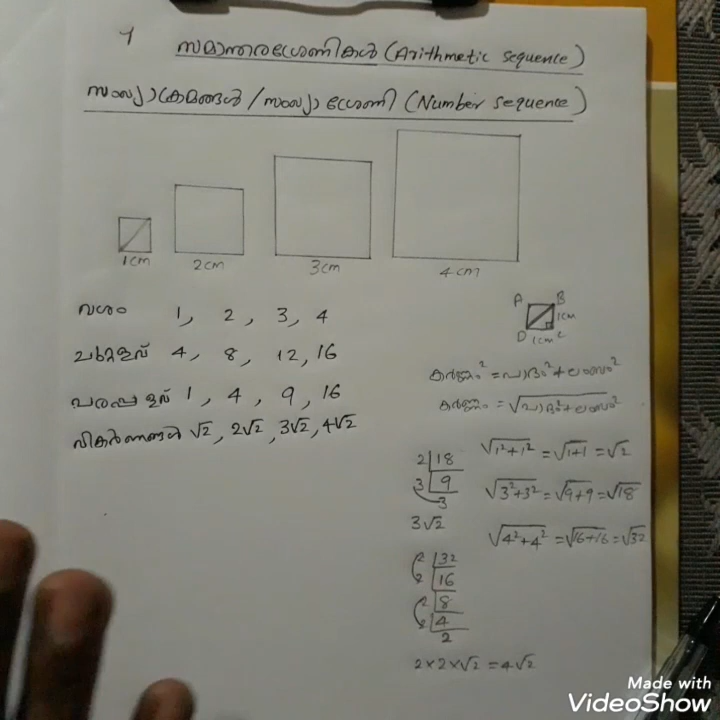 1
സമാന്തരശ്രേണികൾ (Arithmetic sequence)
സംഖ്യാക്രമങ്ങൾ / സംഖ്യാശ്രേണി (Number sequence)
1cm 2cm 3cm 4cm
വശം 1, 2, 3, 4
A B
1cm
D 1cm C
ചുറ്റളവ് 4, 8, 12, 16
പരപ്പളവ് 1, 4, 9, 16
വികർണങ്ങൾ √2, 2√2, 3√2, 4√2
കർണ്ണം² = പാദം² + ലംബം²
കർണ്ണം = √പാദം² + ലംബം²
√1²+1² = √1+1 = √2
2 18
3 9
3
3√2
√3²+3² = √9+9 = √18
√4²+4² = √16+16 = √32
2 32
2 16
2 8
2 4
2
2×2×√2 = 4√2
Made with
VideoShow